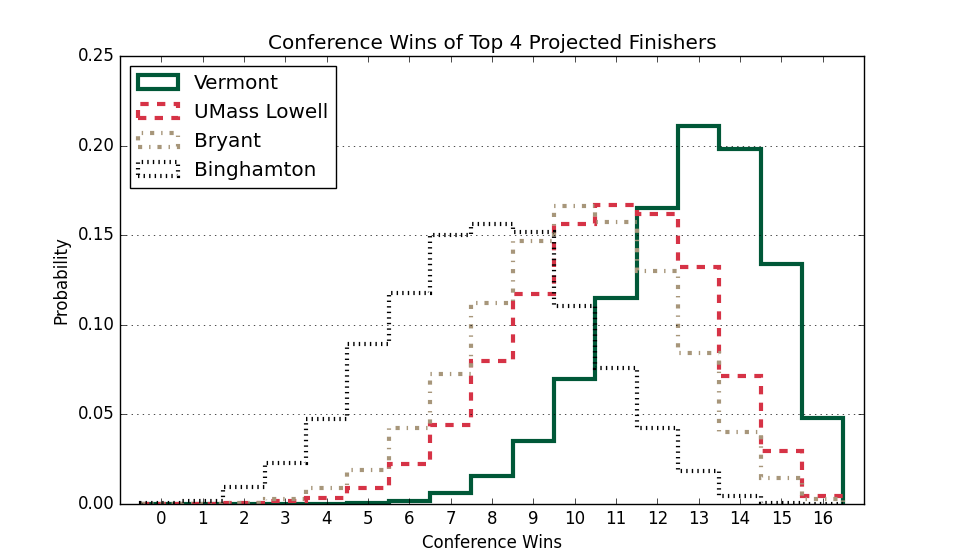 Conference Wins of Top 4 Projected Finishers
Vermont
UMass Lowell
Bryant
Binghamton
0.25
0.20
0.15
0.10
0.05
0.00
Probability
0 1 2 3 4 5 6 7 8 9 10 11 12 13 14 15 16
Conference Wins